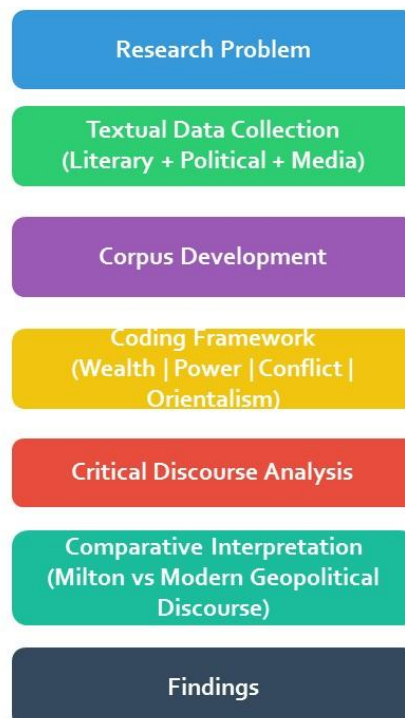 Research Problem
Textual Data Collection
(Literary + Political + Media)
Corpus Development
Coding Framework
(Wealth | Power | Conflict |
Orientalism)
Critical Discourse Analysis
Comparative Interpretation
(Milton vs Modern Geopolitical
Discourse)
Findings